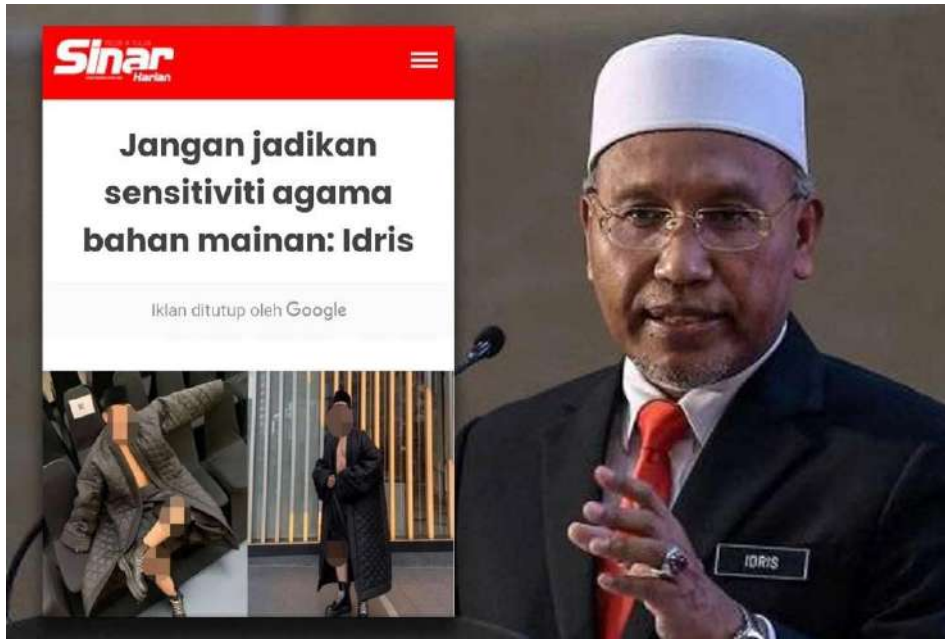 Sinar
Harian
Jangan jadikan
sensitiviti agama
bahan mainan: Idris
Iklan ditutup oleh Google
IDRIS